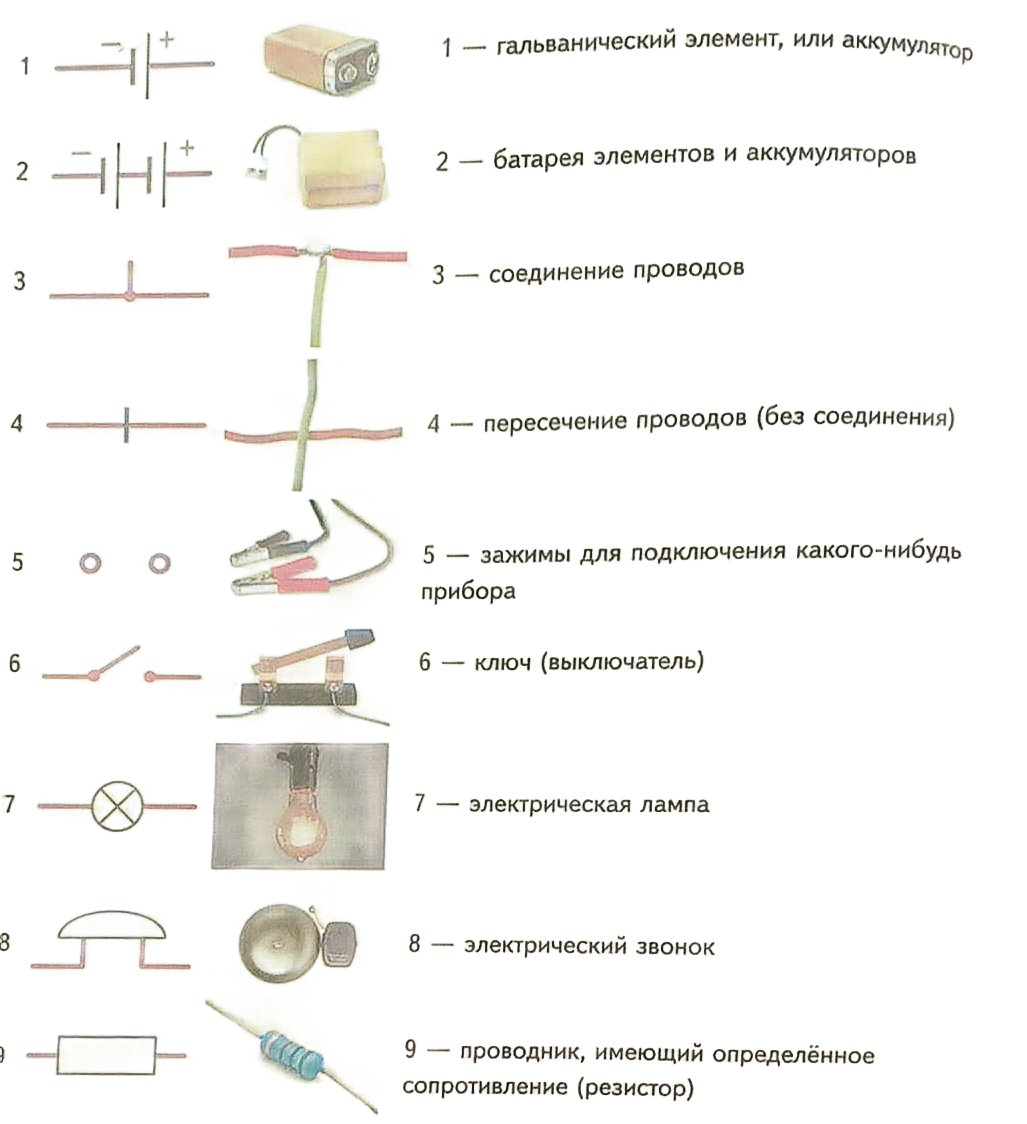 1 − + 1 — гальванический элемент, или аккумулятор
2 − + 2 — батарея элементов и аккумуляторов
3 3 — соединение проводов
4 4 — пересечение проводов (без соединения)
5 5 — зажимы для подключения какого-нибудь
прибора
6 6 — ключ (выключатель)
7 7 — электрическая лампа
8 8 — электрический звонок
9 9 — проводник, имеющий определённое
сопротивление (резистор)